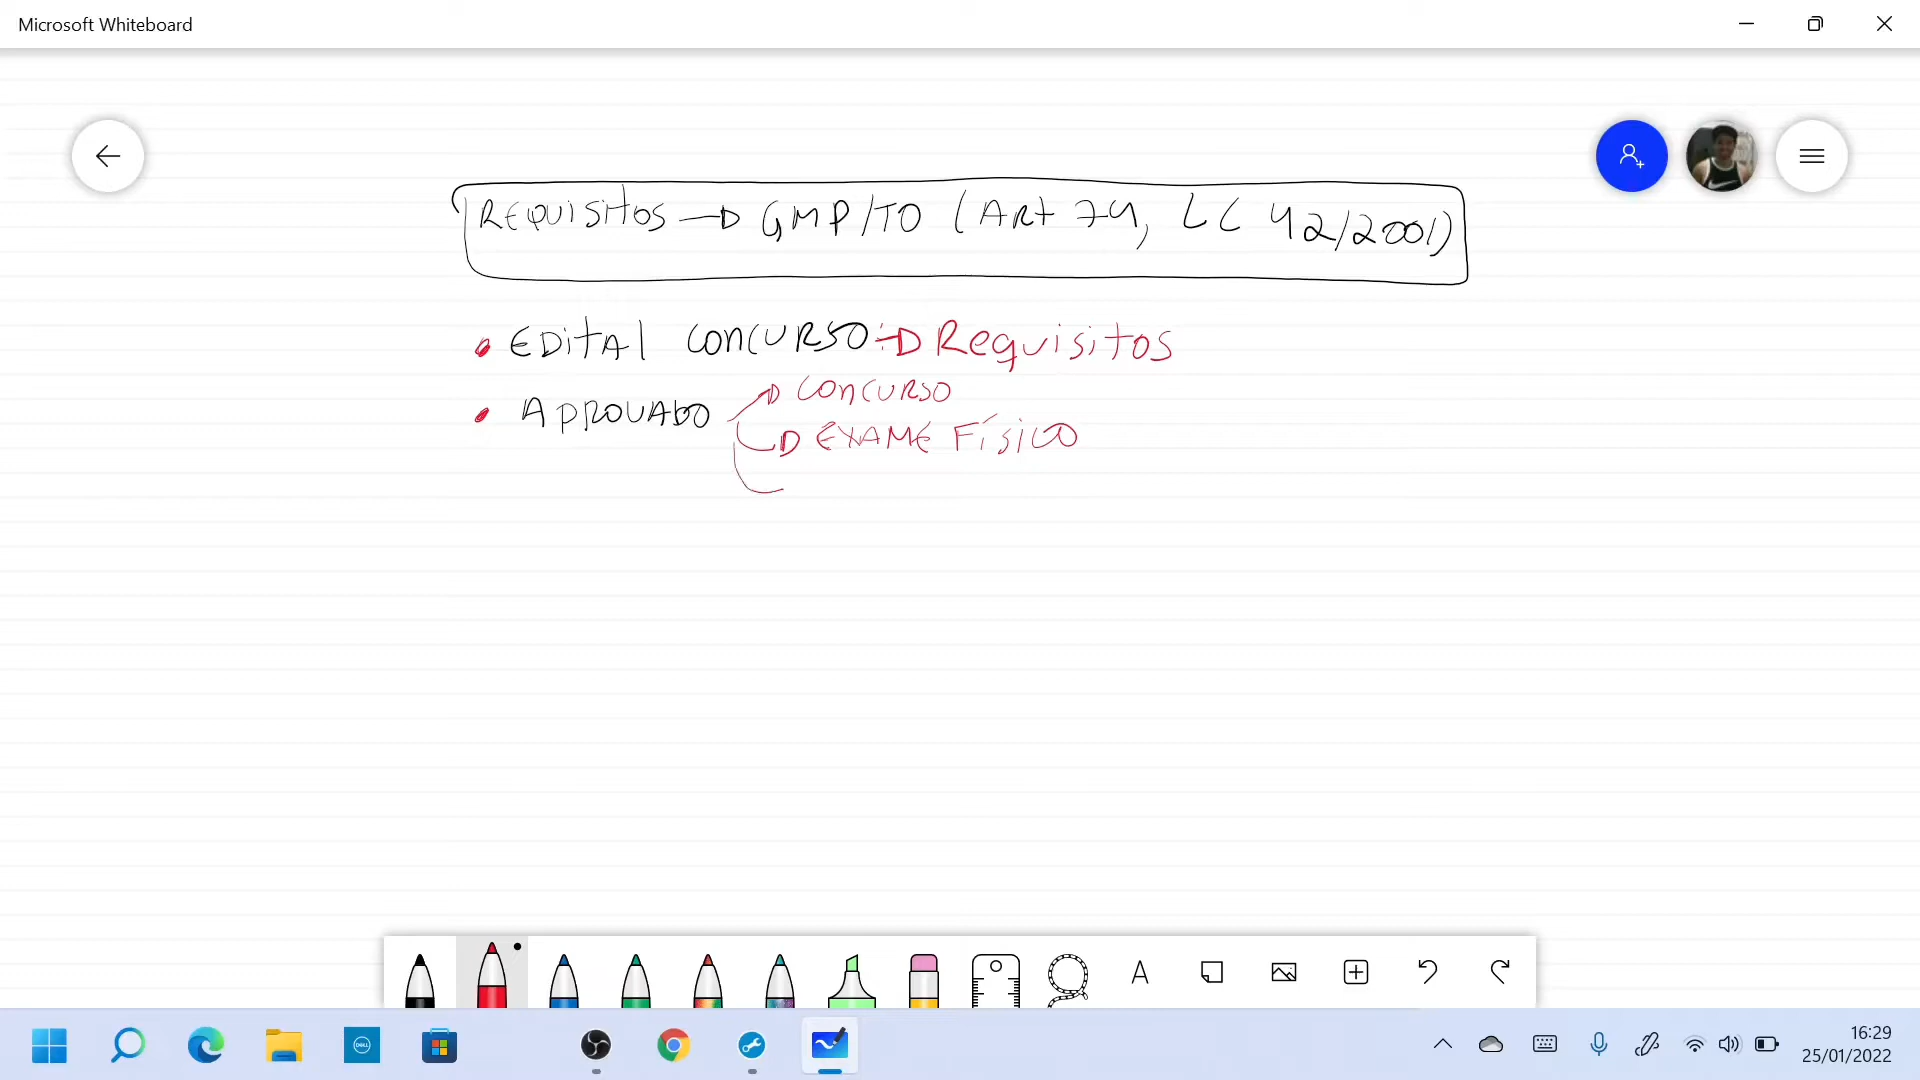 Microsoft Whiteboard
REQUISITOS → GMP/TO (ART 74, LC 42/2001)
• EDITAL CONCURSO: → REQUISITOS
• APROVADO → CONCURSO
→ EXAME FÍSICO
A
DELL
16:29
25/01/2022